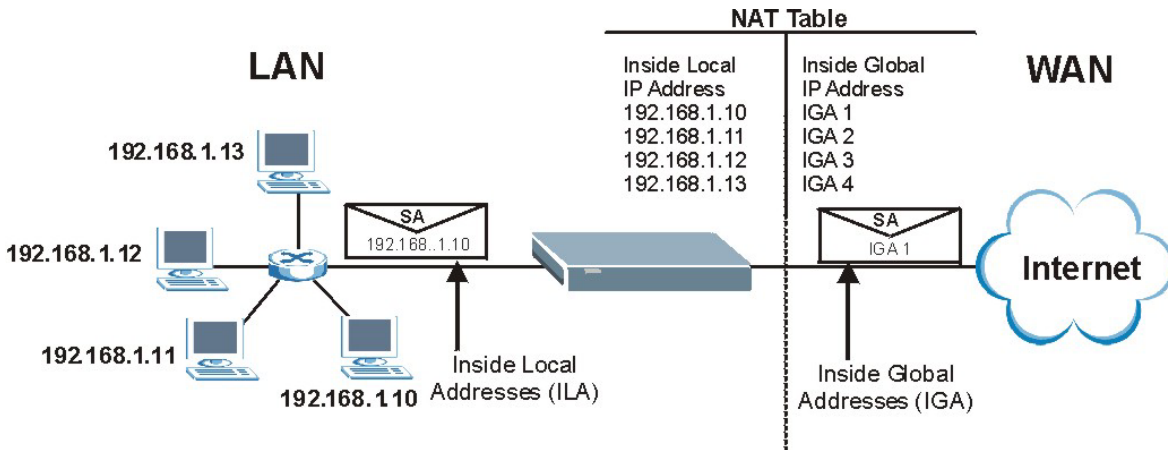 NAT Table
LAN
WAN
Inside Local
IP Address
192.168.1.10
192.168.1.11
192.168.1.12
192.168.1.13
Inside Global
IP Address
IGA 1
IGA 2
IGA 3
IGA 4
192.168.1.13
192.168.1.12
192.168.1.11
192.168.1.10
SA
192.168..1.10
SA
IGA 1
Internet
Inside Local
Addresses (ILA)
Inside Global
Addresses (IGA)